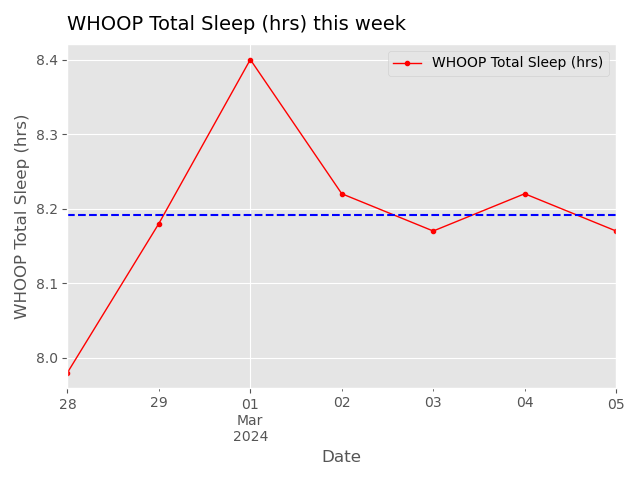 WHOOP Total Sleep (hrs) this week
WHOOP Total Sleep (hrs)
WHOOP Total Sleep (hrs)
8.4
8.3
8.2
8.1
8.0
28 29 01 02 03 04 05
Mar
2024
Date